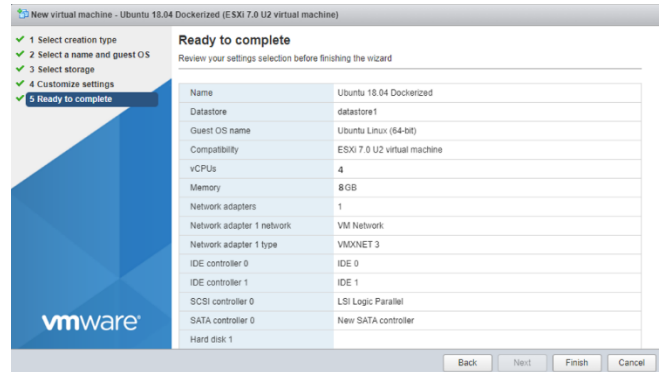 New virtual machine - Ubuntu 18.04 Dockerized (ESXi 7.0 U2 virtual machine)
1 Select creation type
2 Select a name and guest OS
3 Select storage
4 Customize settings
5 Ready to complete
Ready to complete
Review your settings selection before finishing the wizard
Name Ubuntu 18.04 Dockerized
Datastore datastore1
Guest OS name Ubuntu Linux (64-bit)
Compatibility ESXi 7.0 U2 virtual machine
vCPUs 4
Memory 8GB
Network adapters 1
Network adapter 1 network VM Network
Network adapter 1 type VMXNET 3
IDE controller 0 IDE 0
IDE controller 1 IDE 1
SCSI controller 0 LSI Logic Parallel
SATA controller 0 New SATA controller
Hard disk 1
vmware®
Back Next Finish Cancel